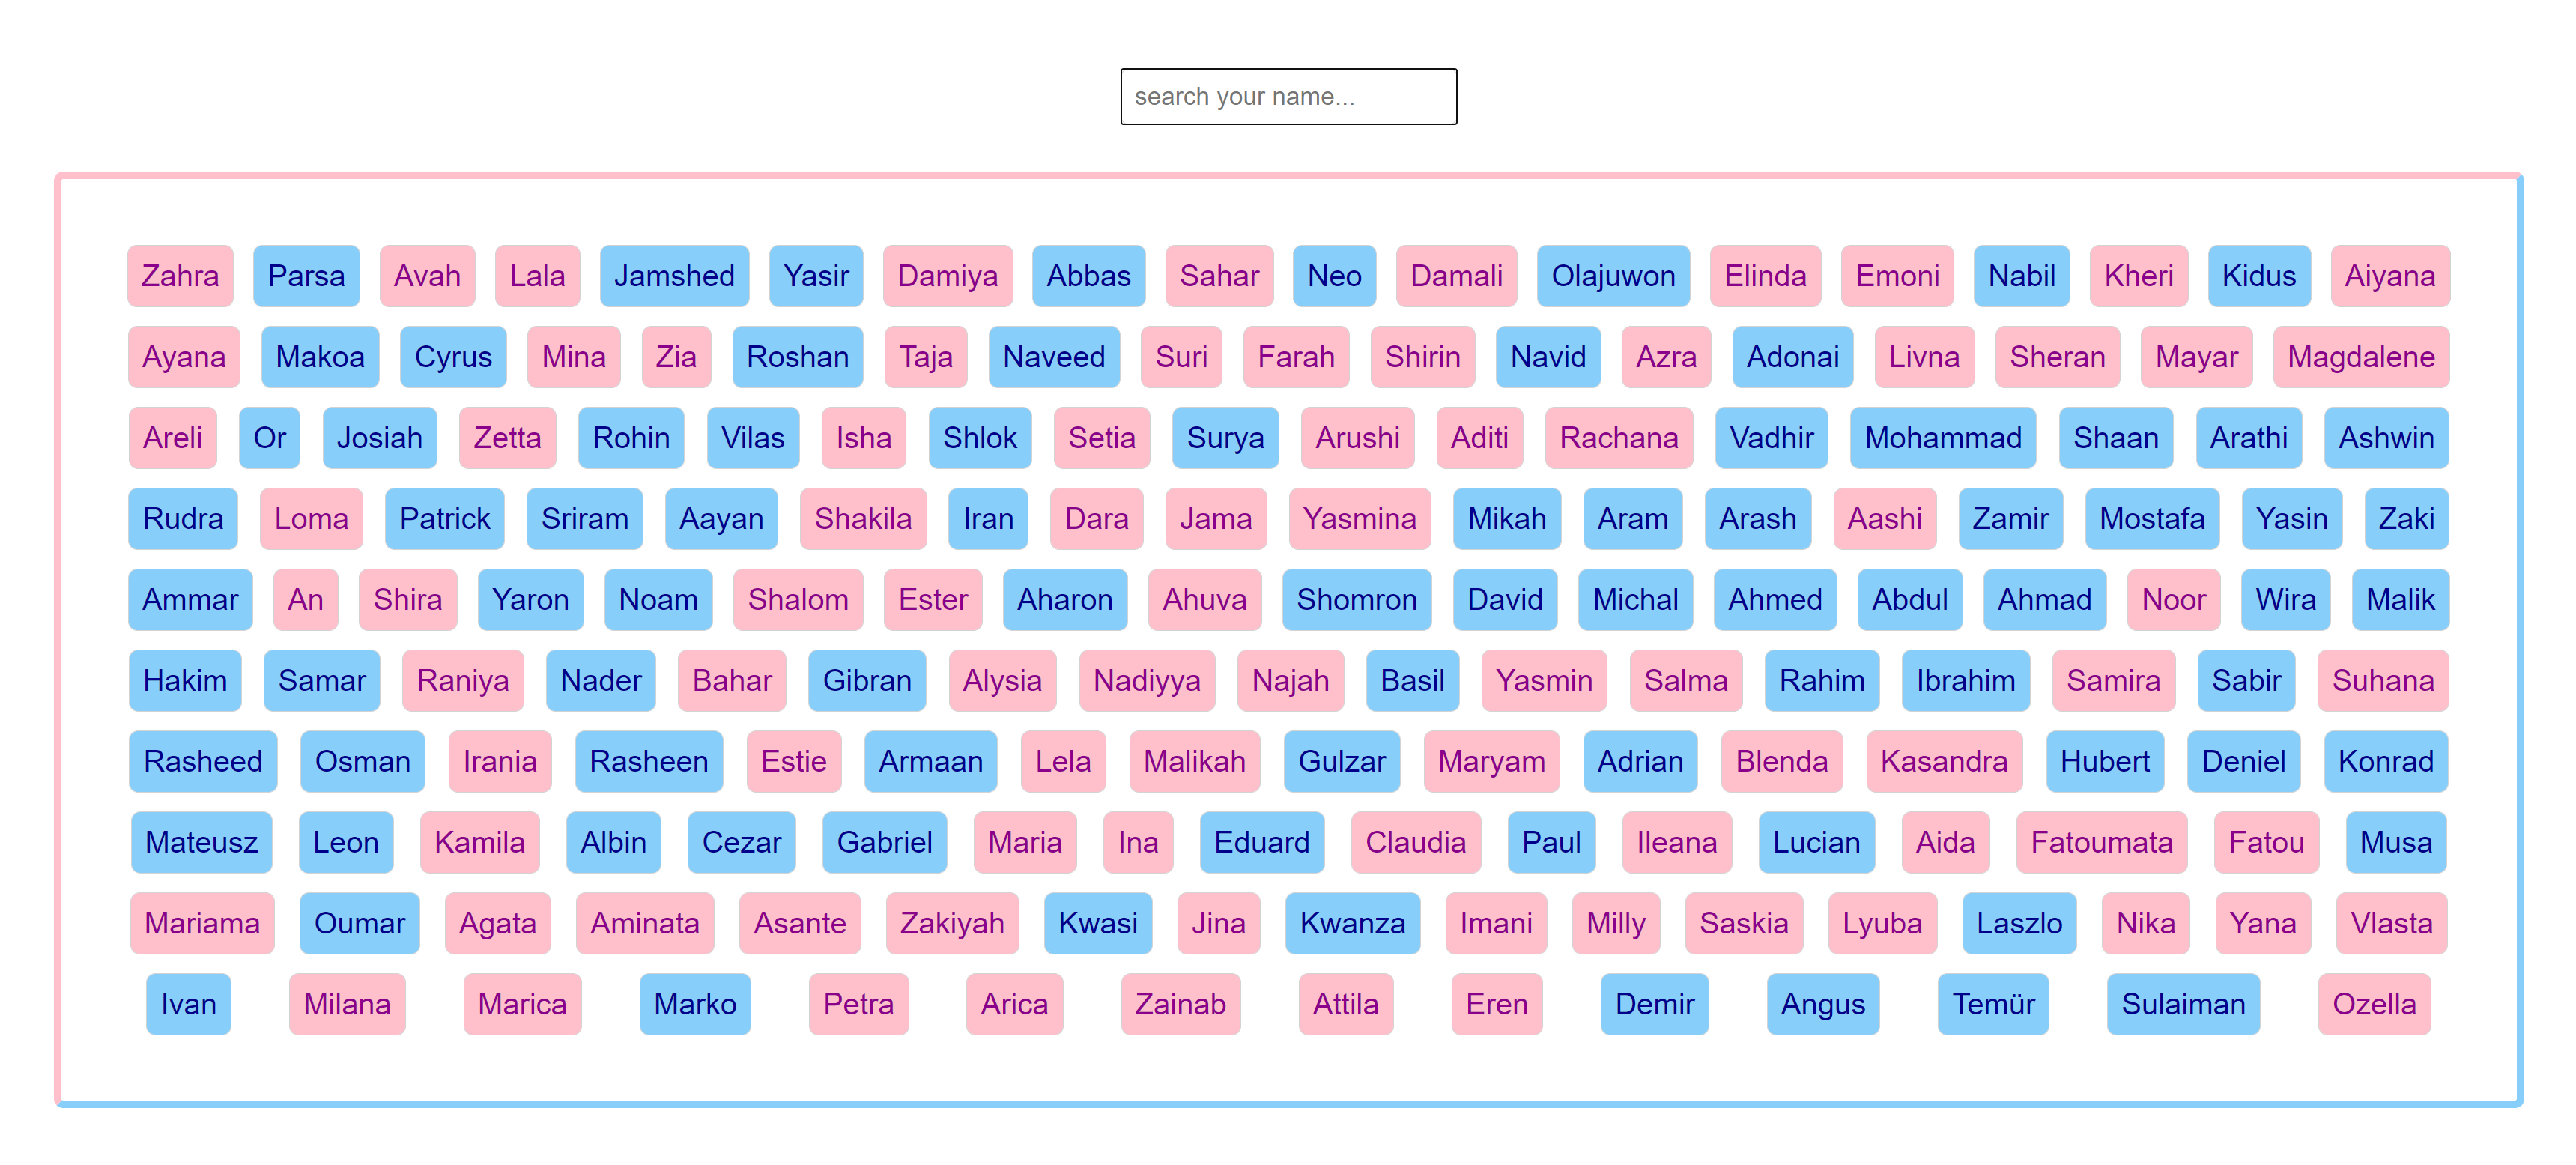 search your name...
Zahra Parsa Avah Lala Jamshed Yasir Damiya Abbas Sahar Neo Damali Olajuwon Elinda Emoni Nabil Kheri Kidus Aiyana
Ayana Makoa Cyrus Mina Zia Roshan Taja Naveed Suri Farah Shirin Navid Azra Adonai Livna Sheran Mayar Magdalene
Areli Or Josiah Zetta Rohin Vilas Isha Shlok Setia Surya Arushi Aditi Rachana Vadhir Mohammad Shaan Arathi Ashwin
Rudra Loma Patrick Sriram Aayan Shakila Iran Dara Jama Yasmina Mikah Aram Arash Aashi Zamir Mostafa Yasin Zaki
Ammar An Shira Yaron Noam Shalom Ester Aharon Ahuva Shomron David Michal Ahmed Abdul Ahmad Noor Wira Malik
Hakim Samar Raniya Nader Bahar Gibran Alysia Nadiyya Najah Basil Yasmin Salma Rahim Ibrahim Samira Sabir Suhana
Rasheed Osman Irania Rasheen Estie Armaan Lela Malikah Gulzar Maryam Adrian Blenda Kasandra Hubert Deniel Konrad
Mateusz Leon Kamila Albin Cezar Gabriel Maria Ina Eduard Claudia Paul Ileana Lucian Aida Fatoumata Fatou Musa
Mariama Oumar Agata Aminata Asante Zakiyah Kwasi Jina Kwanza Imani Milly Saskia Lyuba Laszlo Nika Yana Vlasta
Ivan Milana Marica Marko Petra Arica Zainab Attila Eren Demir Angus Temür Sulaiman Ozella